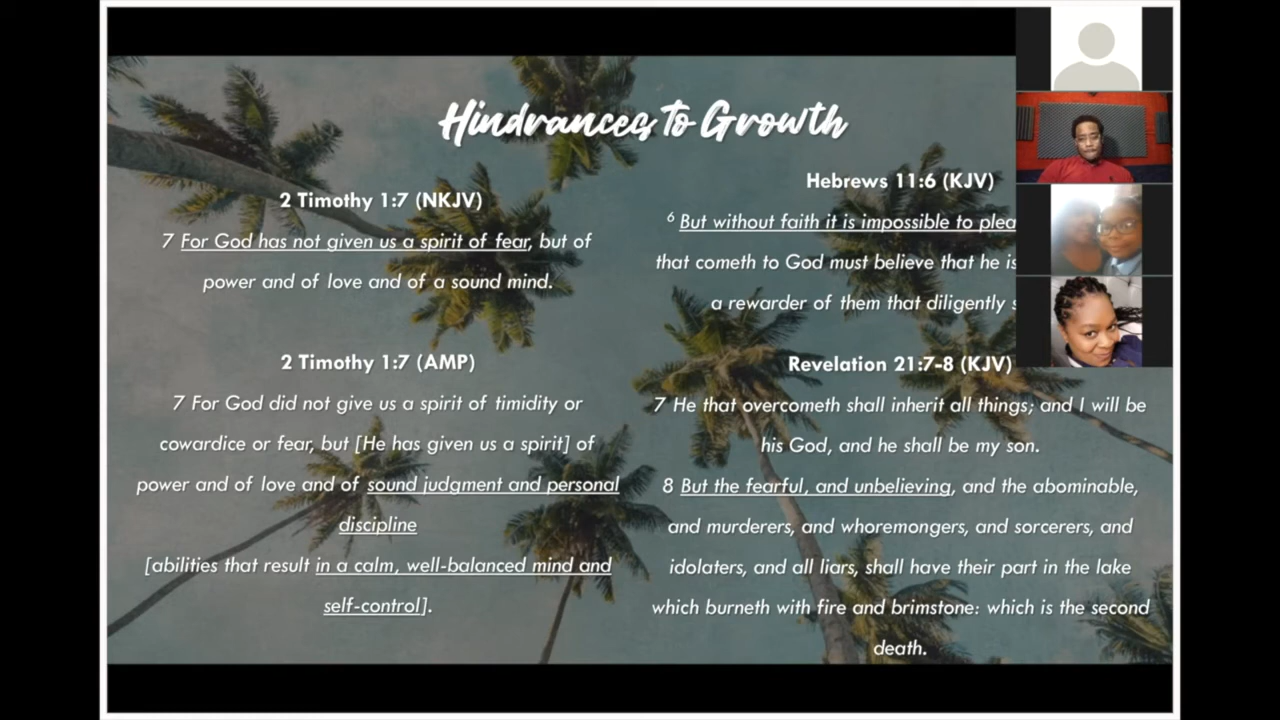 Hindrances to Growth
2 Timothy 1:7 (NKJV)
7 For God has not given us a spirit of fear, but of
power and of love and of a sound mind.
2 Timothy 1:7 (AMP)
7 For God did not give us a spirit of timidity or
cowardice or fear, but [He has given us a spirit] of
power and of love and of sound judgment and personal
discipline
[abilities that result in a calm, well-balanced mind and
self-control].
Hebrews 11:6 (KJV)
6 But without faith it is impossible to plea
that cometh to God must believe that he is
a rewarder of them that diligently s
Revelation 21:7-8 (KJV)
7 He that overcometh shall inherit all things; and I will be
his God, and he shall be my son.
8 But the fearful, and unbelieving, and the abominable,
and murderers, and whoremongers, and sorcerers, and
idolaters, and all liars, shall have their part in the lake
which burneth with fire and brimstone: which is the second
death.